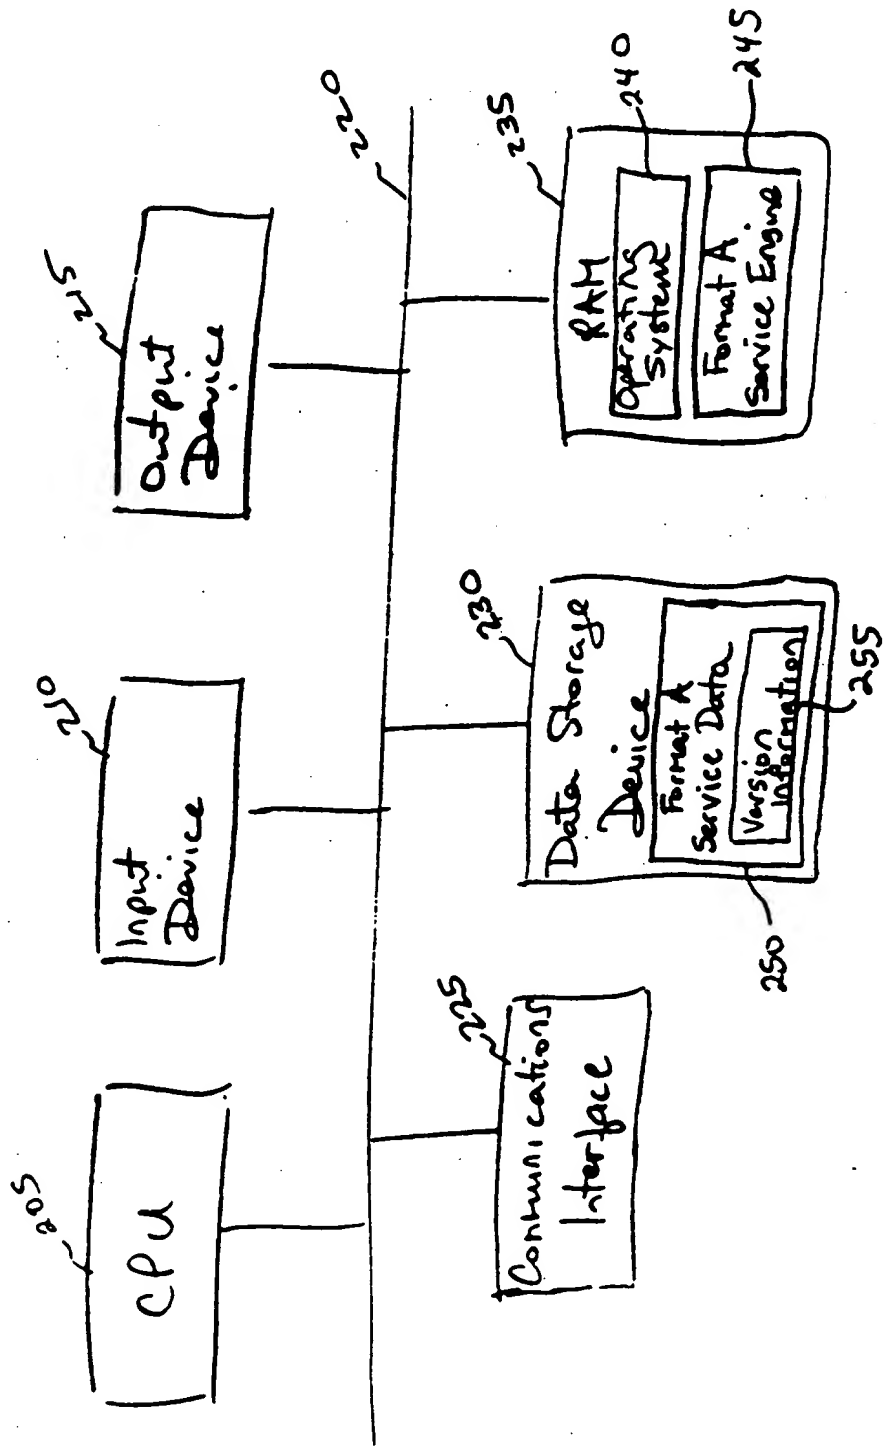 205
CPU
210
Input
Device
215
Output
Device
220
225
Communications
Interface
230
Data Storage
Device
Format A
Service Data
Version
Information
250
255
235
RAM
Operating
System
240
Format A
Service Engine
245